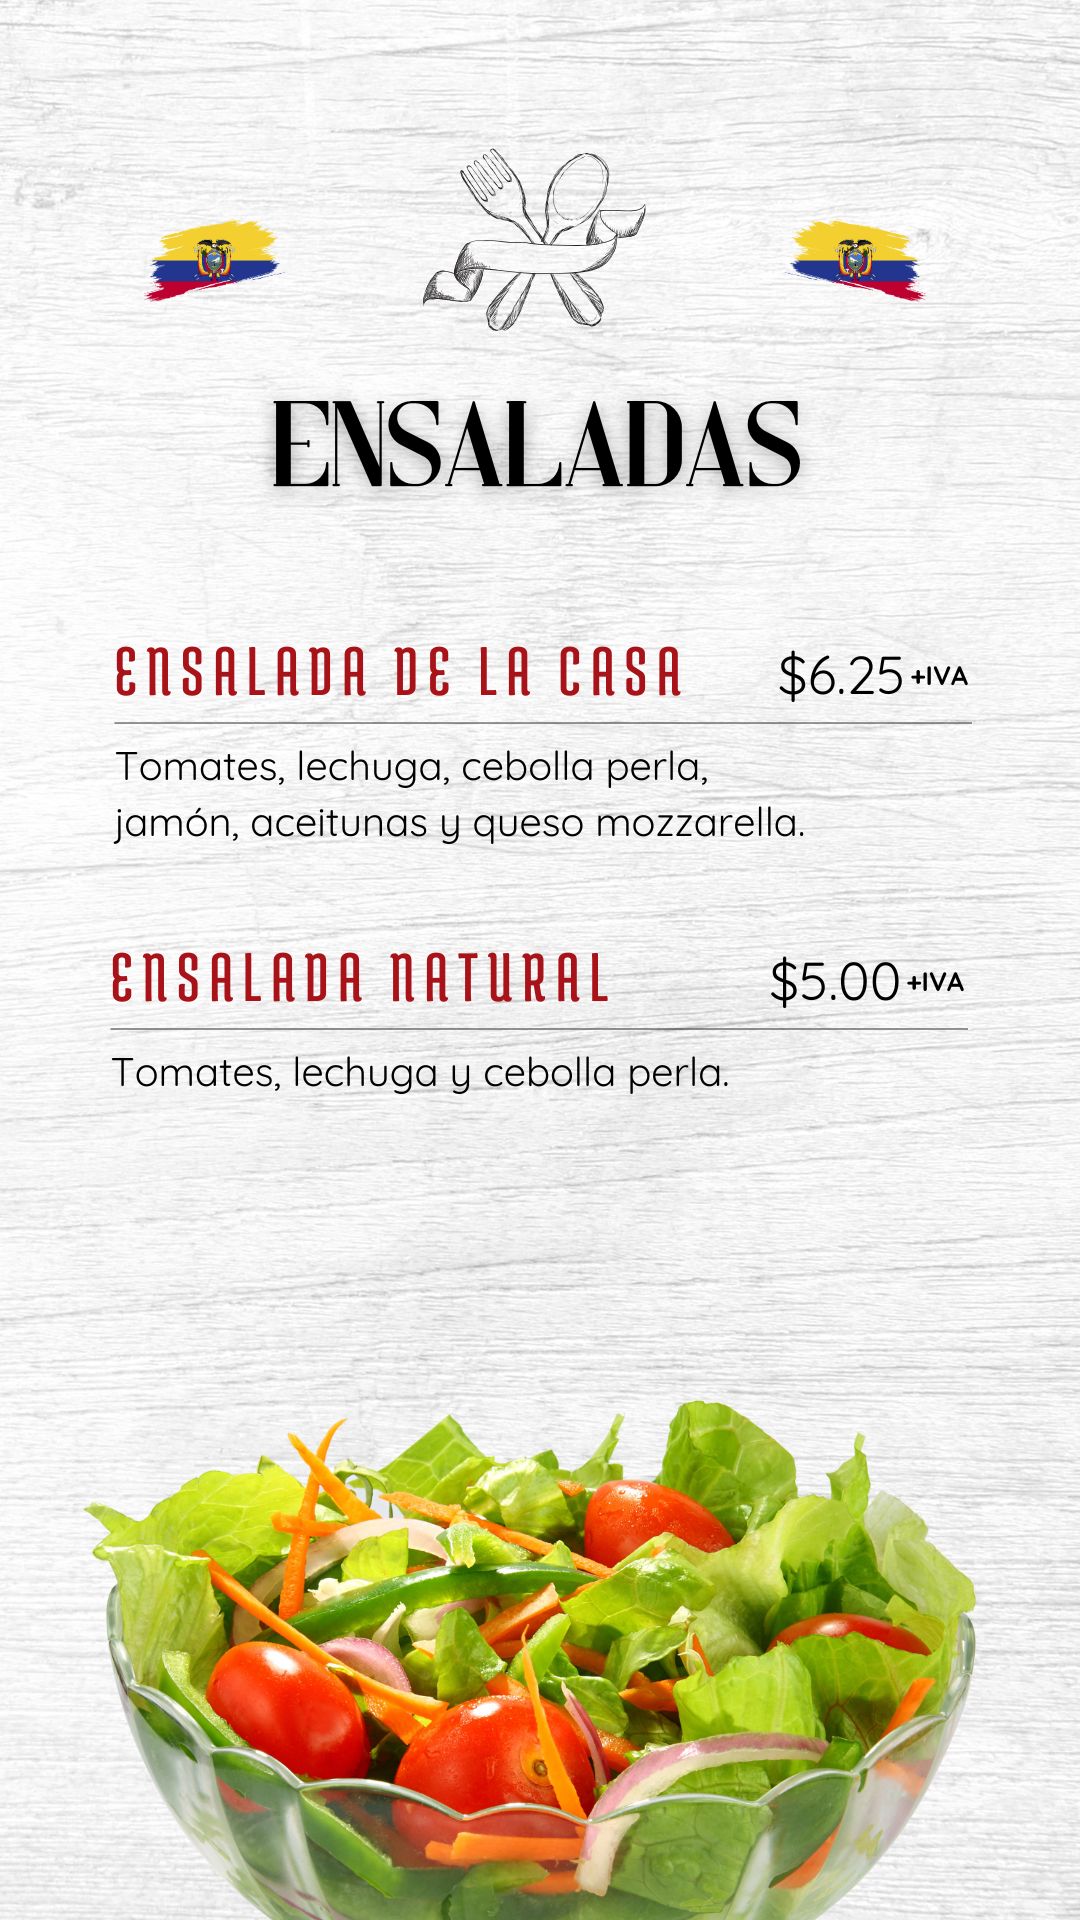 ENSALADAS
ENSALADA DE LA CASA $6.25 +IVA
Tomates, lechuga, cebolla perla,
jamón, aceitunas y queso mozzarella.
ENSALADA NATURAL $5.00 +IVA
Tomates, lechuga y cebolla perla.